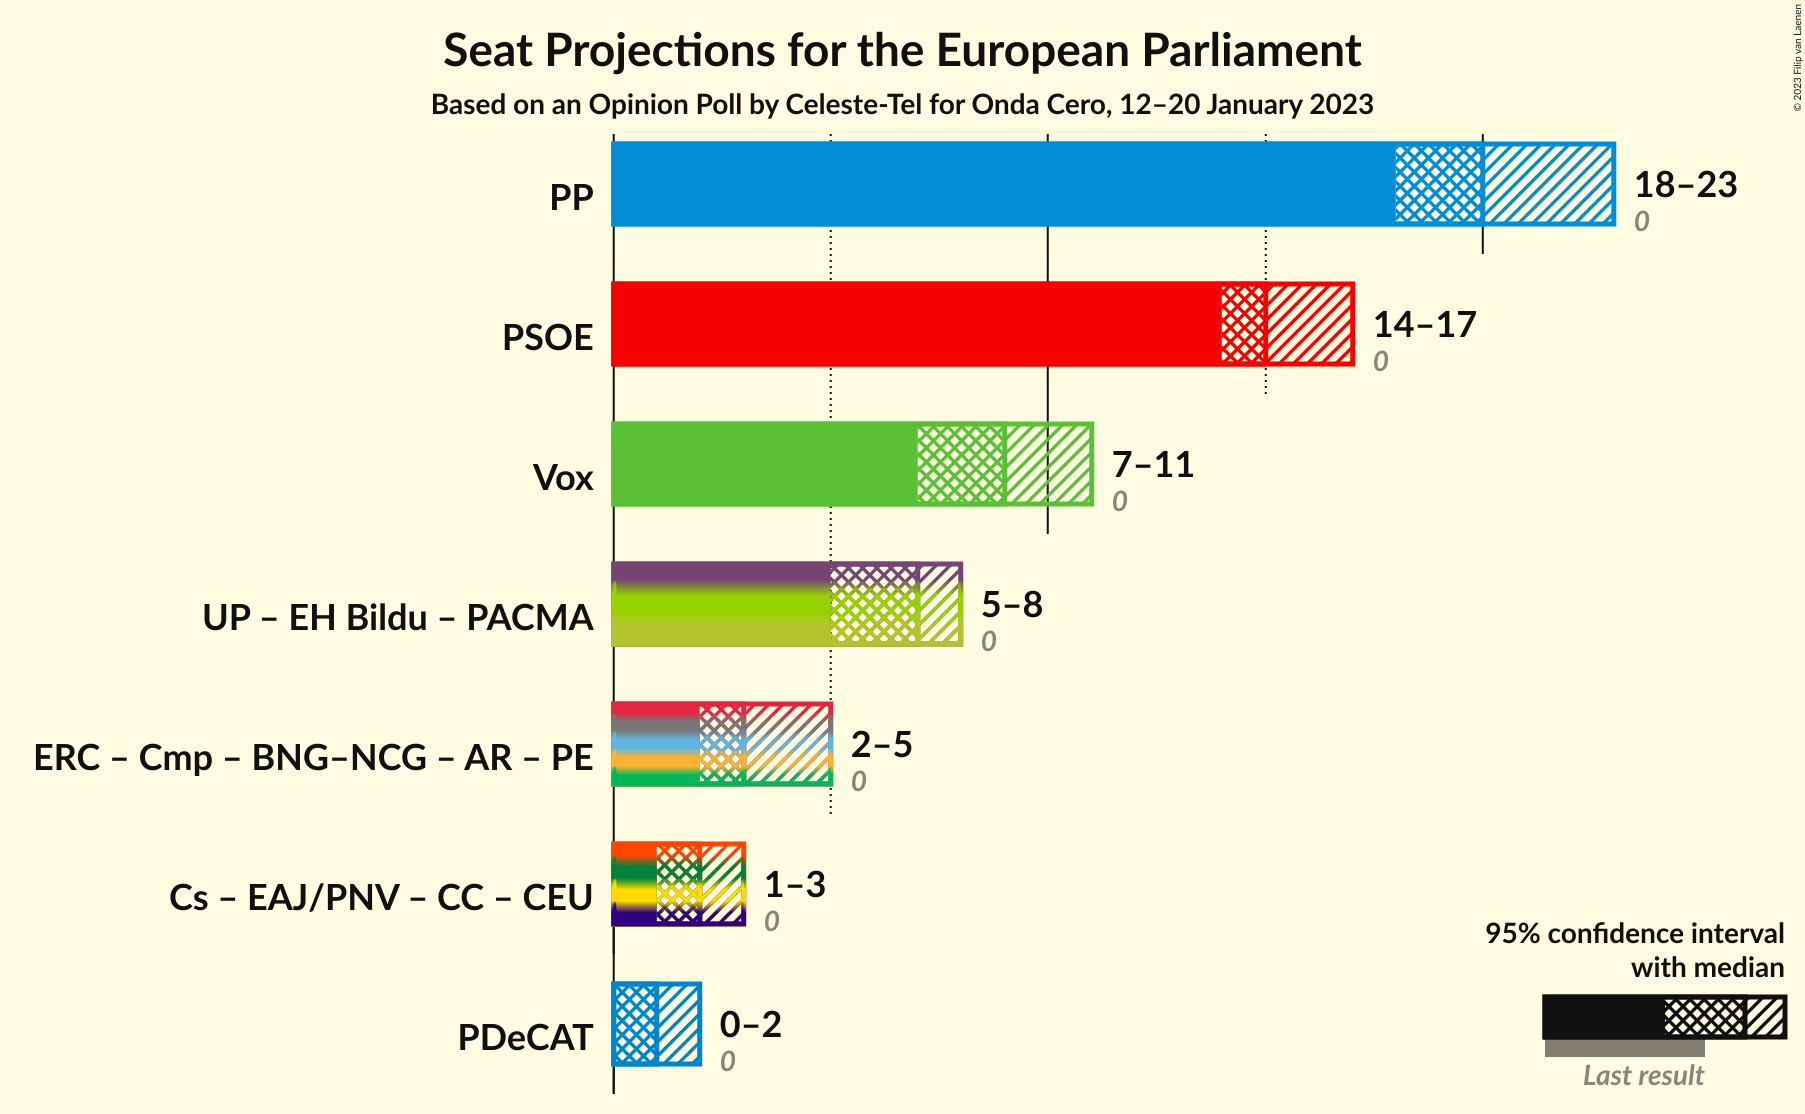 Seat Projections for the European Parliament
Based on an Opinion Poll by Celeste-Tel for Onda Cero, 12–20 January 2023
© 2023 Filip van Laenen
PP
18–23
0
PSOE
14–17
0
Vox
7–11
0
UP – EH Bildu – PACMA
5–8
0
ERC – Cmp – BNG–NCG – AR – PE
2–5
0
Cs – EAJ/PNV – CC – CEU
1–3
0
PDeCAT
0–2
0
95% confidence interval
with median
Last result